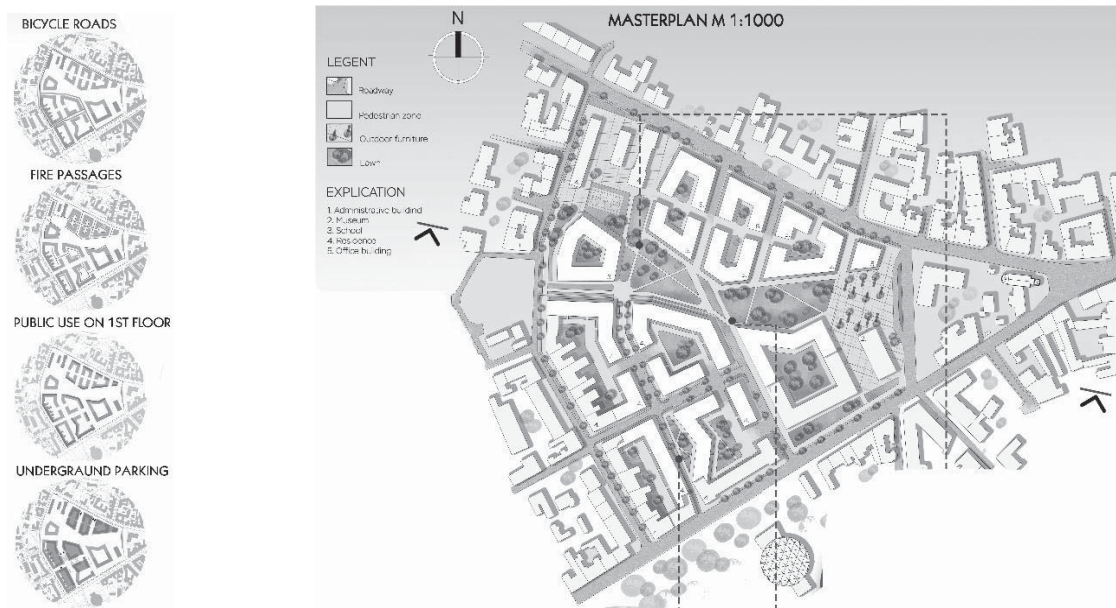 BICYCLE ROADS
FIRE PASSAGES
PUBLIC USE ON 1ST FLOOR
UNDERGRAUND PARKING
MASTERPLAN M 1:1000
N
LEGENT
Roadway
Pedestrian zone
Outdoor furniture
Lawn
EXPLICATION
1. Administrative buildind
2. Museum
3. School
4. Residence
5. Office building